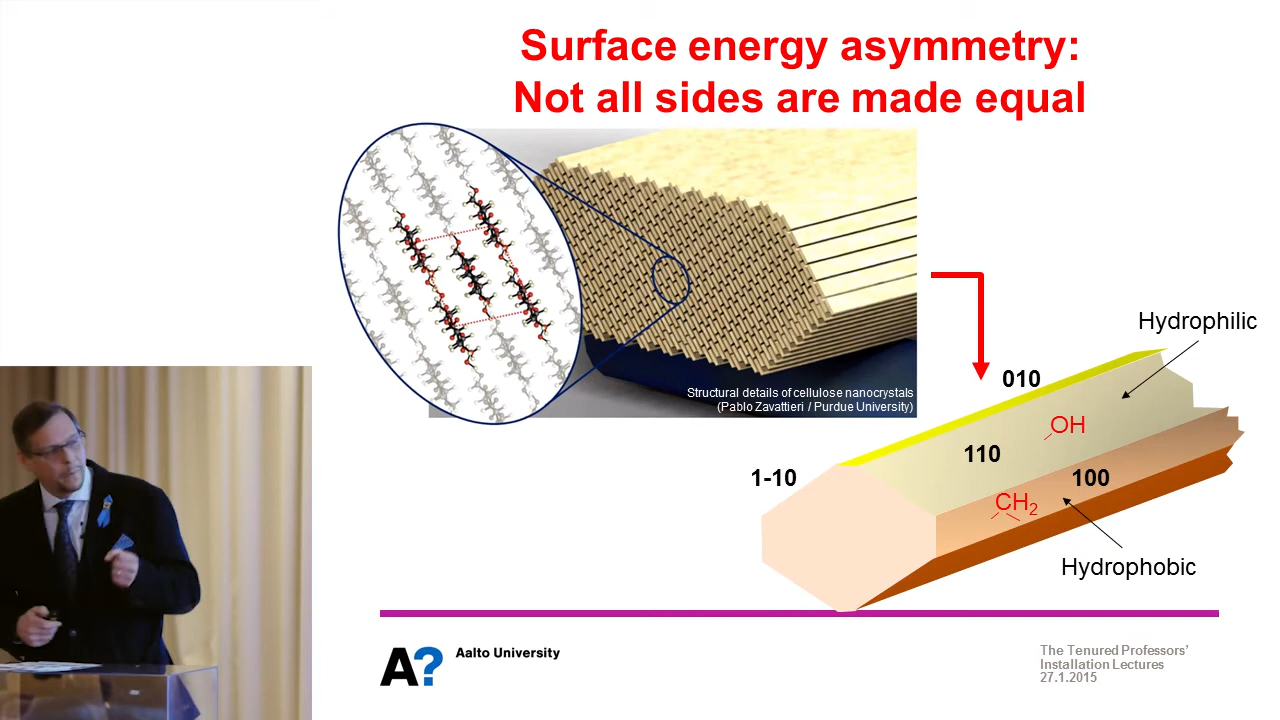 Surface energy asymmetry:
Not all sides are made equal
Structural details of cellulose nanocrystals
(Pablo Zavattieri / Purdue University)
Hydrophilic
010
OH
110
1-10
100
CH2
Hydrophobic
A?
Aalto University
The Tenured Professors'
Installation Lectures
27.1.2015